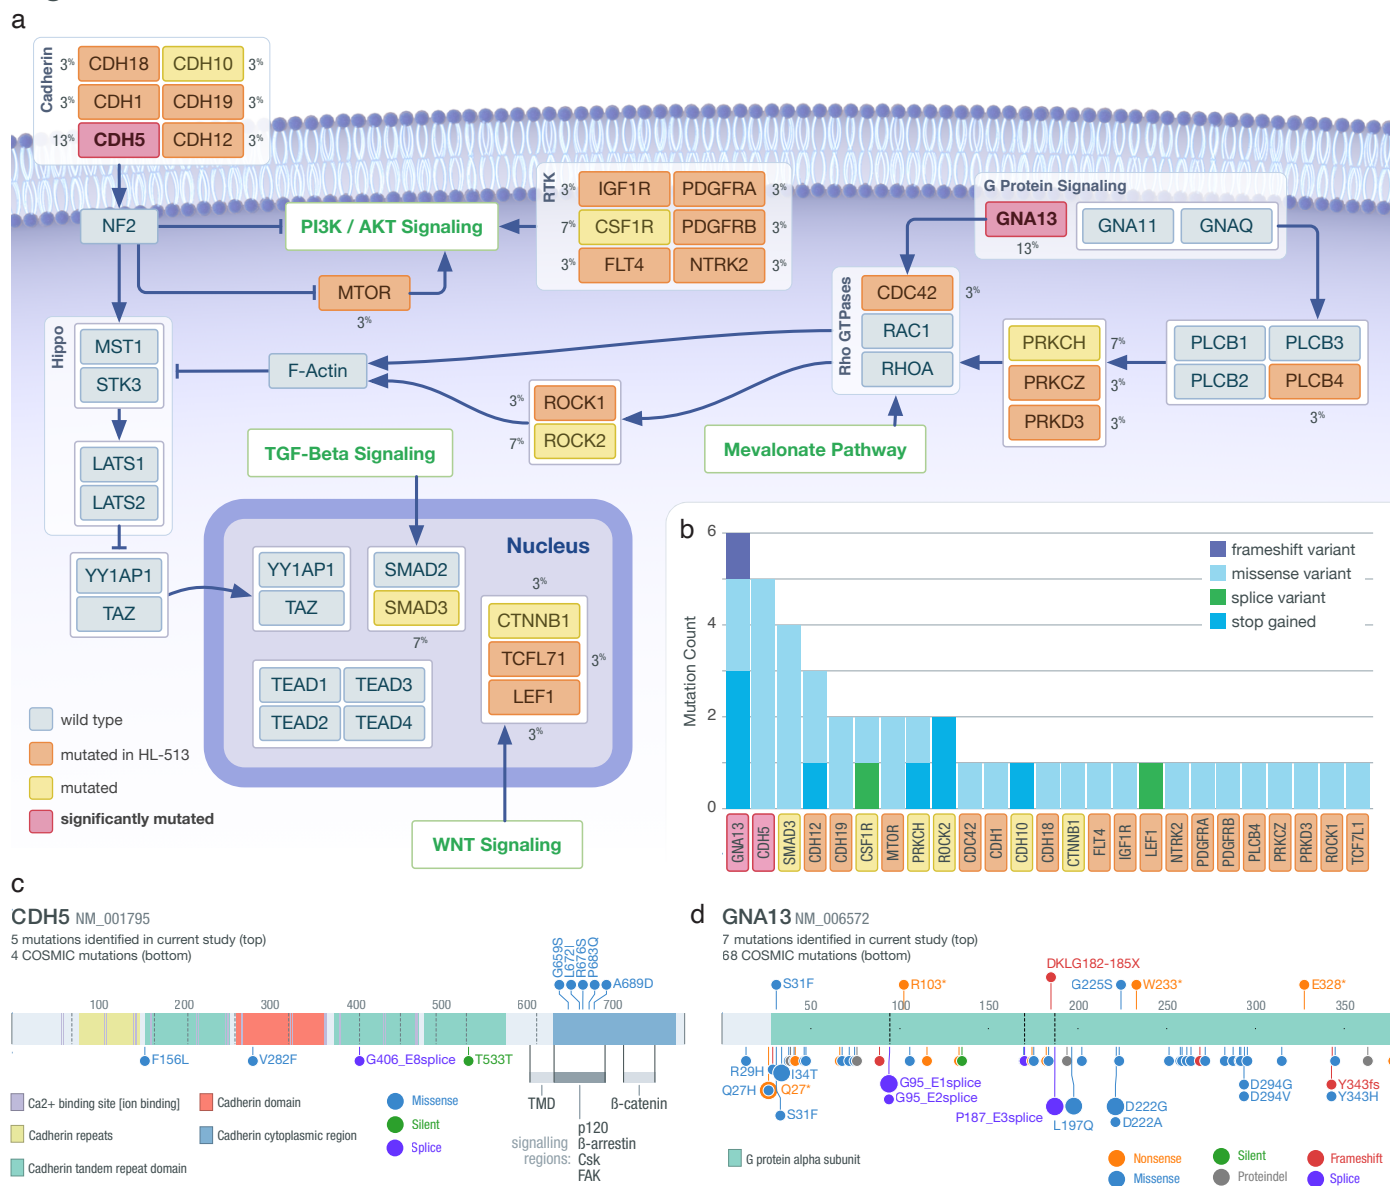 a
Cadherin
3% CDH18 CDH10 3%
3% CDH1 CDH19 3%
13% CDH5 CDH12 3%
NF2
PI3K / AKT Signaling
MTOR
3%
RTK
3% IGF1R PDGFRA 3%
7% CSF1R PDGFRB 3%
3% FLT4 NTRK2 3%
G Protein Signaling
GNA13 GNA11 GNAQ
13%
Rho GTPases
CDC42 3%
RAC1
RHOA
PRKCH 7%
PRKCZ 3%
PRKD3 3%
PLCB1 PLCB3
PLCB2 PLCB4
3%
Hippo
MST1
STK3
LATS1
LATS2
F-Actin
3% ROCK1
7% ROCK2
TGF-Beta Signaling
Mevalonate Pathway
YY1AP1
TAZ
Nucleus
YY1AP1
TAZ
SMAD2
SMAD3
7%
3%
CTNNB1
TCFL71 3%
LEF1
3%
TEAD1 TEAD3
TEAD2 TEAD4
WNT Signaling
wild type
mutated in HL-513
mutated
significantly mutated
b
Mutation Count
6
4
2
0
frameshift variant
missense variant
splice variant
stop gained
GNA13 CDH5 SMAD3 CDH12 CDH19 CSF1R MTOR PRKCH ROCK2 CDC42 CDH1 CDH10 CDH18 CTNNB1 FLT4 IGF1R LEF1 NTRK2 PDGFRA PDGFRB PLCB4 PRKCZ PRKD3 ROCK1 TCF7L1
c
CDH5 NM_001795
5 mutations identified in current study (top)
4 COSMIC mutations (bottom)
G659S L672I R676S P683Q A689D
100 200 300 400 500 600 700
F156L V282F G406_E8splice T533T
TMD
ß-catenin
signalling regions:
p120
ß-arrestin
Csk
FAK
Ca2+ binding site [ion binding]
Cadherin repeats
Cadherin tandem repeat domain
Cadherin domain
Cadherin cytoplasmic region
Missense
Silent
Splice
d
GNA13 NM_006572
7 mutations identified in current study (top)
68 COSMIC mutations (bottom)
DKLG182-185X
S31F R103* G225S W233* E328*
50 100 150 200 250 300 350
R29H I34T
Q27H Q27*
S31F
G95_E1splice
G95_E2splice
P187_E3splice
L197Q
D222G
D222A
D294G
D294V
Y343fs
Y343H
G protein alpha subunit
Nonsense
Missense
Silent
Proteindel
Frameshift
Splice